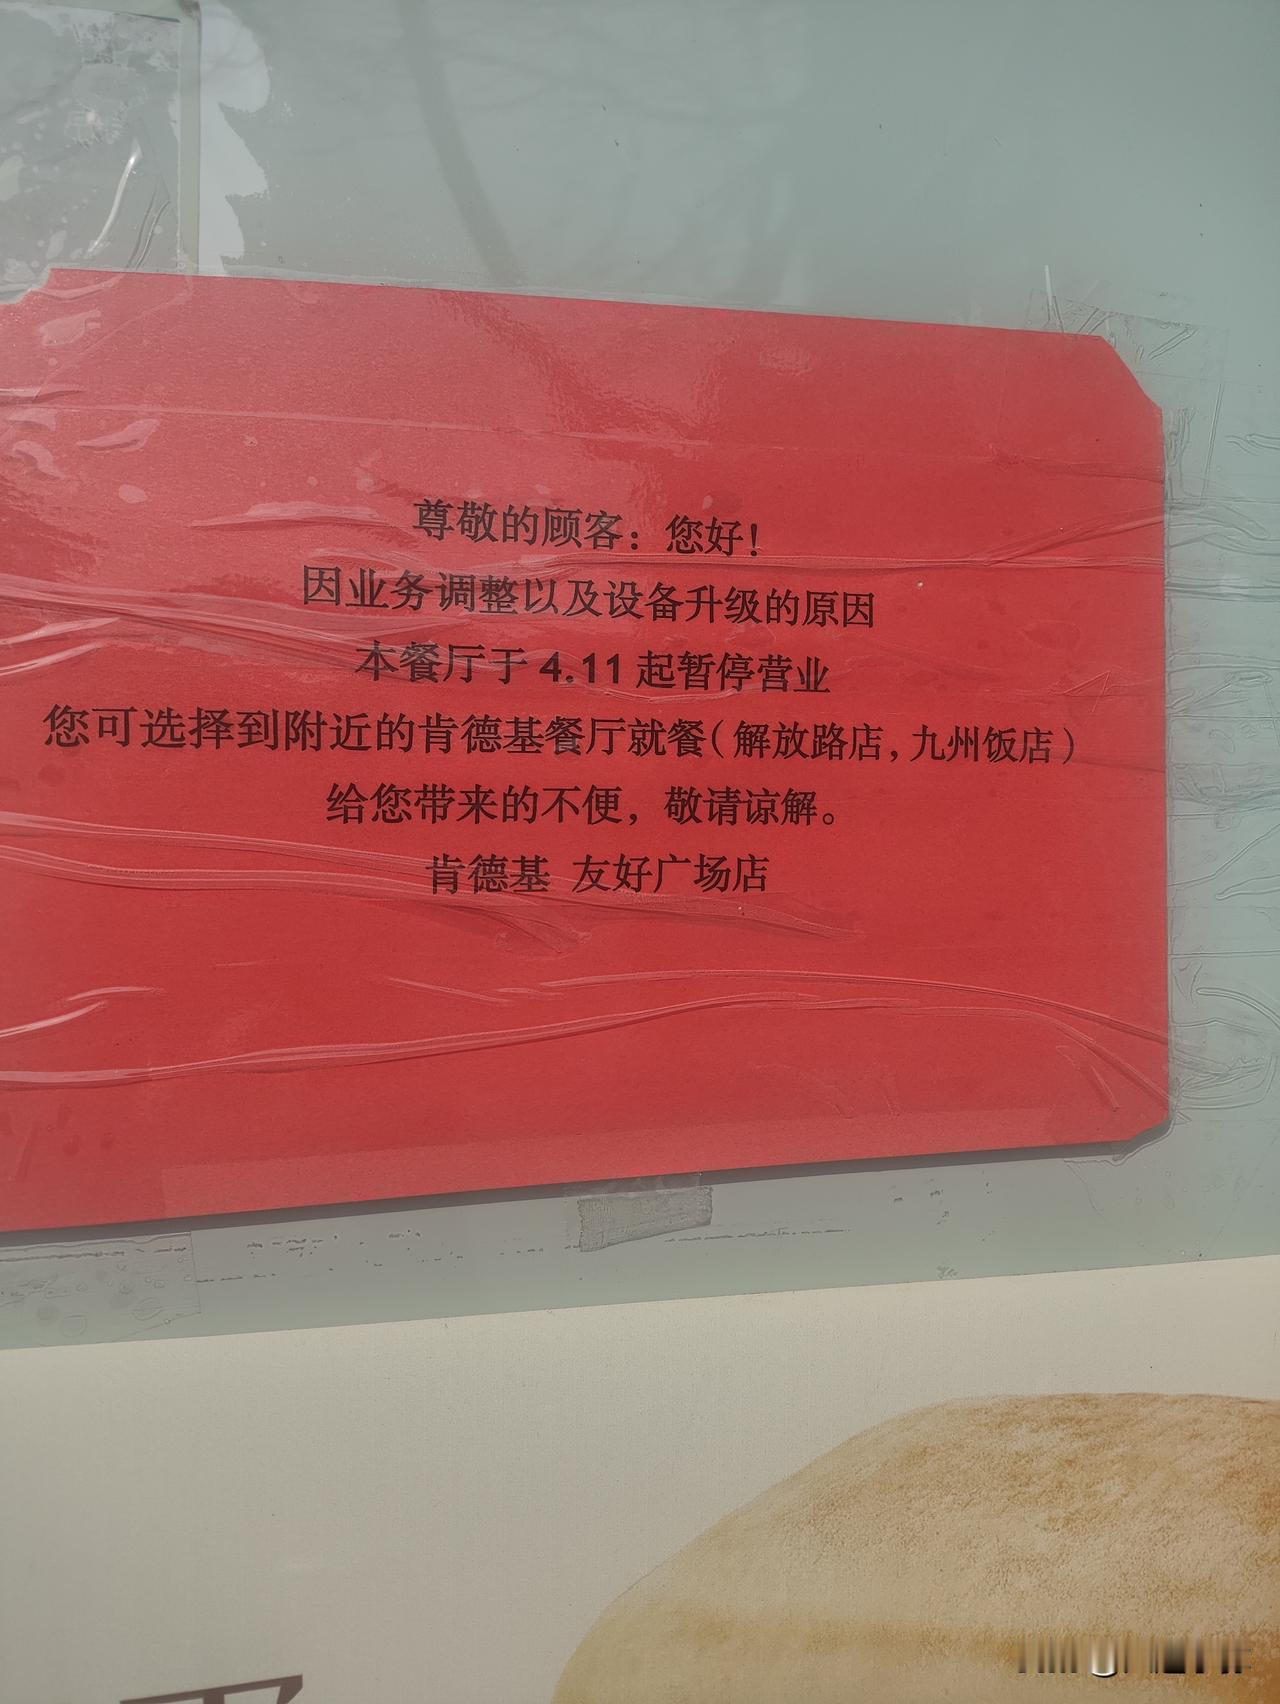 尊敬的顾客：您好！
因业务调整以及设备升级的原因
本餐厅于 4.11 起暂停营业
您可选择到附近的肯德基餐厅就餐（解放路店，九州饭店）
给您带来的不便，敬请谅解。
肯德基 友好广场店